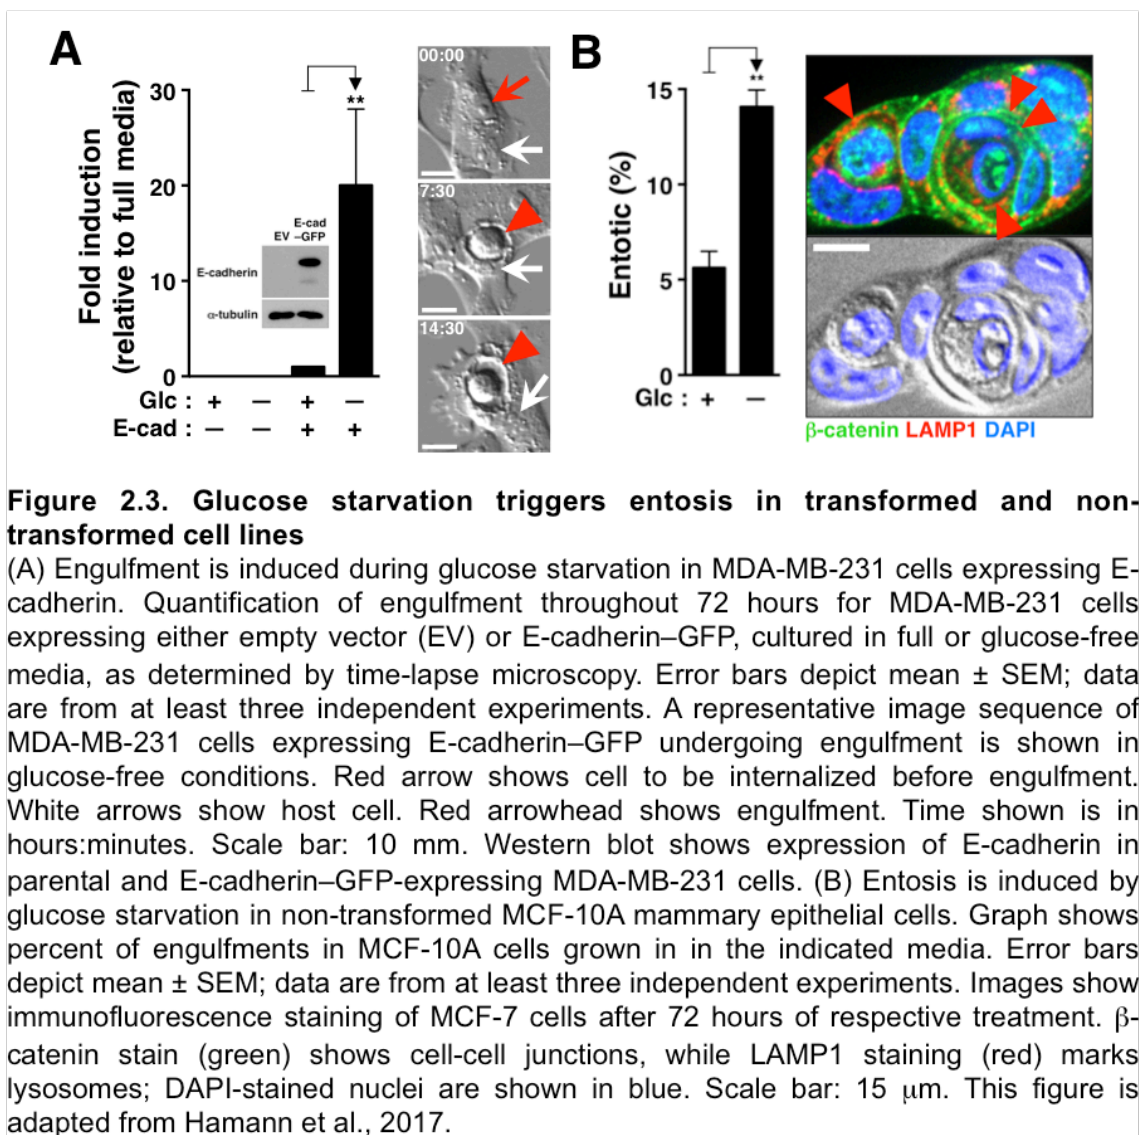 A
B
Fold induction
(relative to full media)
30
20
10
0
**
EV
E-cad
–GFP
E-cadherin
α-tubulin
Glc : + — + —
E-cad : — — + +
00:00
7:30
14:30
Entotic (%)
15
10
5
0
**
Glc : + —
β-catenin LAMP1 DAPI
Figure 2.3. Glucose starvation triggers entosis in transformed and non-
transformed cell lines
(A) Engulfment is induced during glucose starvation in MDA-MB-231 cells expressing E-
cadherin. Quantification of engulfment throughout 72 hours for MDA-MB-231 cells
expressing either empty vector (EV) or E-cadherin–GFP, cultured in full or glucose-free
media, as determined by time-lapse microscopy. Error bars depict mean ± SEM; data
are from at least three independent experiments. A representative image sequence of
MDA-MB-231 cells expressing E-cadherin–GFP undergoing engulfment is shown in
glucose-free conditions. Red arrow shows cell to be internalized before engulfment.
White arrows show host cell. Red arrowhead shows engulfment. Time shown is in
hours:minutes. Scale bar: 10 mm. Western blot shows expression of E-cadherin in
parental and E-cadherin–GFP-expressing MDA-MB-231 cells. (B) Entosis is induced by
glucose starvation in non-transformed MCF-10A mammary epithelial cells. Graph shows
percent of engulfments in MCF-10A cells grown in in the indicated media. Error bars
depict mean ± SEM; data are from at least three independent experiments. Images show
immunofluorescence staining of MCF-7 cells after 72 hours of respective treatment. β-
catenin stain (green) shows cell-cell junctions, while LAMP1 staining (red) marks
lysosomes; DAPI-stained nuclei are shown in blue. Scale bar: 15 μm. This figure is
adapted from Hamann et al., 2017.